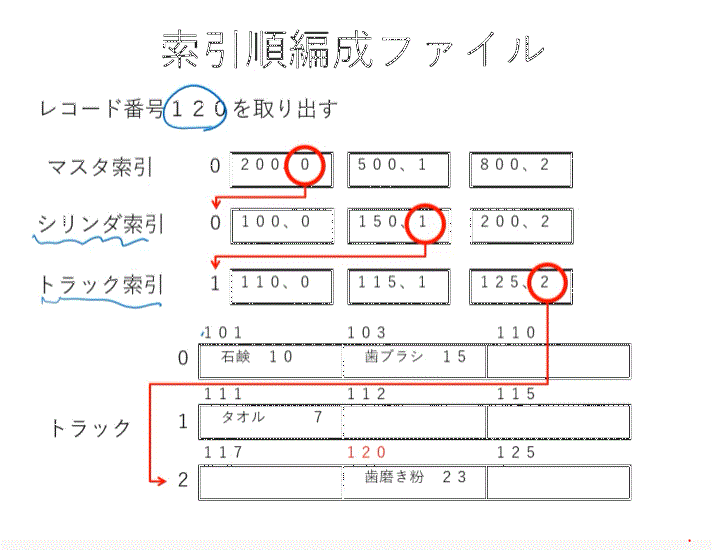 索引順編成ファイル
レコード番号１２０を取り出す
マスタ索引 0 ２００、０ ５００、１ ８００、２
シリンダ索引 0 １００、０ １５０、１ ２００、２
トラック索引 1 １１０、０ １１５、１ １２５、２
１０１ １０３ １１０
0 石鹸 １０ 歯ブラシ １５
１１１ １１２ １１５
トラック 1 タオル ７
１１７ １２０ １２５
2 歯磨き粉 ２３